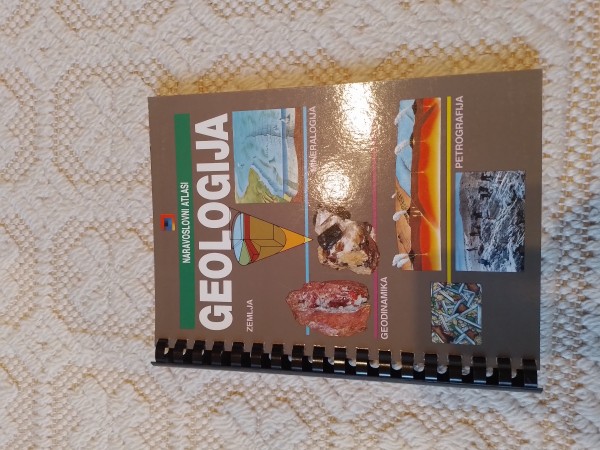 NARAVOSLOVNI ATLASI
GEOLOGIJA
ZEMLJA
MINERALOGIJA
GEODINAMIKA
PETROGRAFIJA